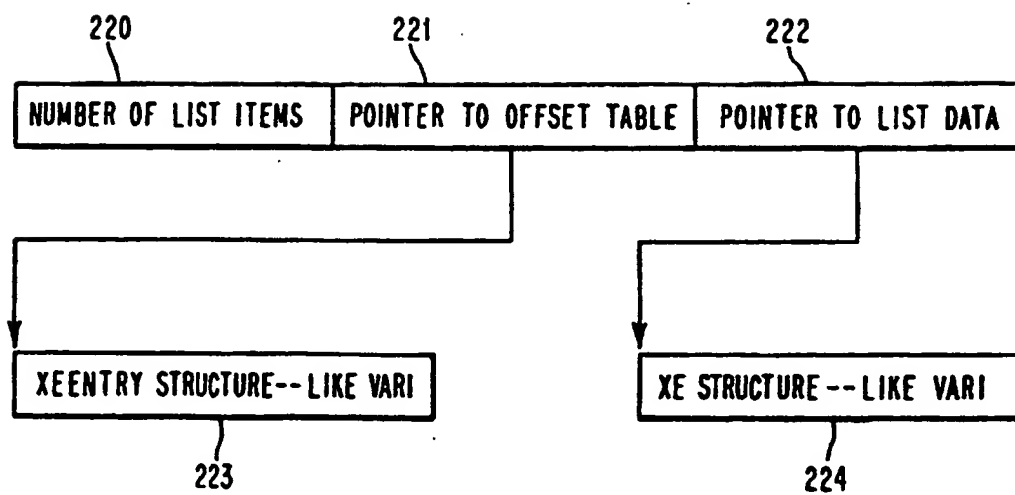 220 221 222
NUMBER OF LIST ITEMS POINTER TO OFFSET TABLE POINTER TO LIST DATA
XEENTRY STRUCTURE--LIKE VARI XE STRUCTURE--LIKE VARI
223 224